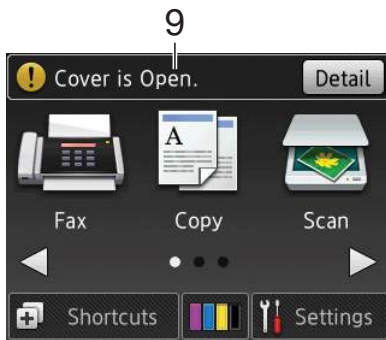 9
Cover is Open. Detail
A
Fax Copy Scan
Shortcuts Settings